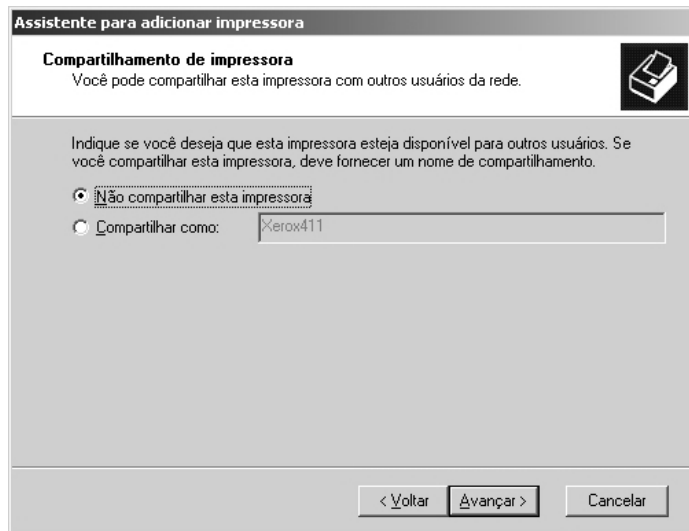 Assistente para adicionar impressora
Compartilhamento de impressora
Você pode compartilhar esta impressora com outros usuários da rede.
Indique se você deseja que esta impressora esteja disponível para outros usuários. Se
você compartilhar esta impressora, deve fornecer um nome de compartilhamento.
Não compartilhar esta impressora
Compartilhar como: Xerox411
< Voltar Avançar > Cancelar